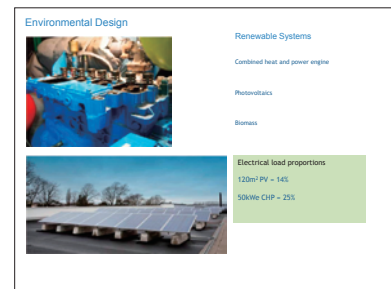 Environmental Design
Renewable Systems
Combined heat and power engine
Photovoltaics
Biomass
Electrical load proportions
120m² PV = 14%
50kWe CHP = 25%